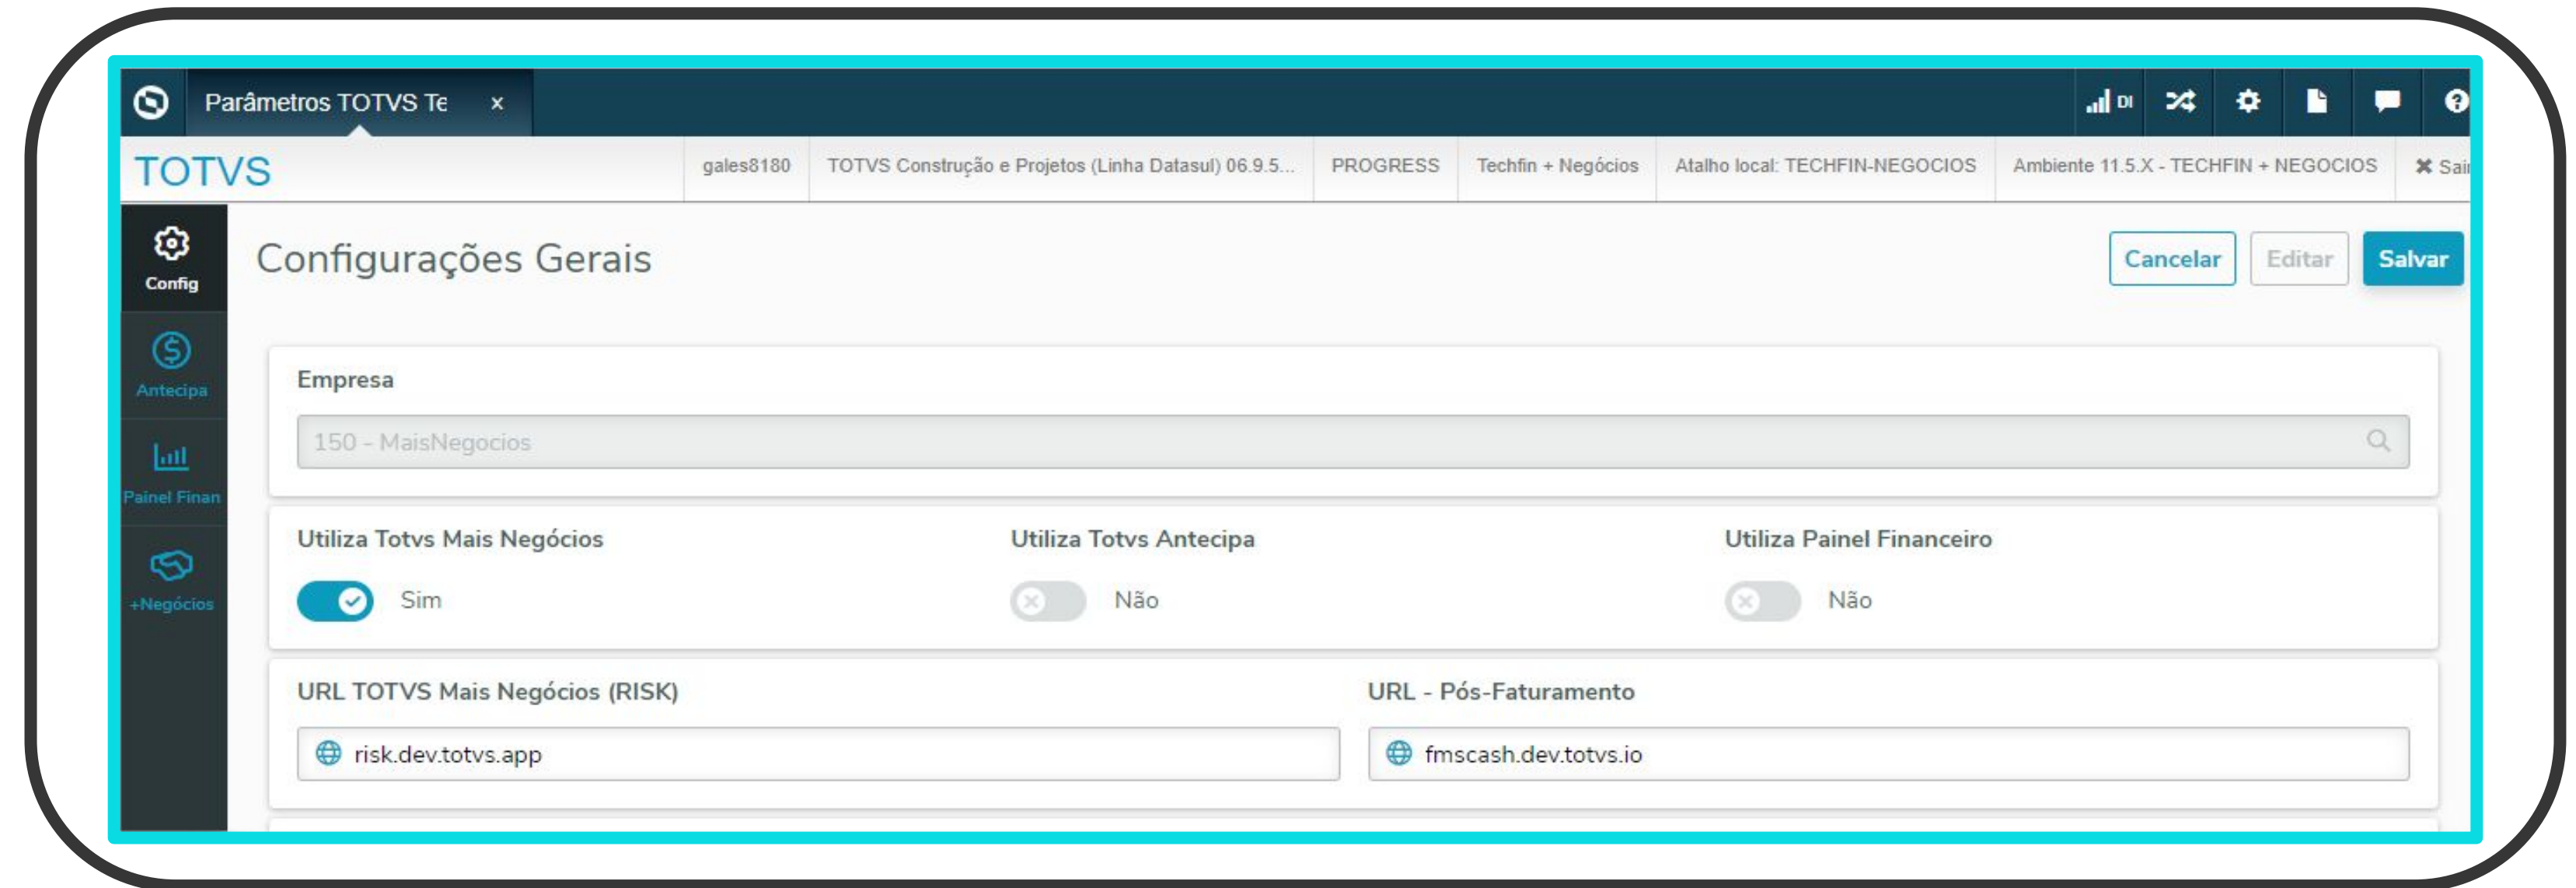 Parâmetros TOTVS Te x
DI
TOTVS
gales8180 TOTVS Construção e Projetos (Linha Datasul) 06.9.5... PROGRESS Techfin + Negócios Atalho local: TECHFIN-NEGOCIOS Ambiente 11.5.X - TECHFIN + NEGOCIOS Sair
Config
Antecipa
Painel Finan
+Negócios
Configurações Gerais
Cancelar Editar Salvar
Empresa
150 - MaisNegocios
Utiliza Totvs Mais Negócios Utiliza Totvs Antecipa Utiliza Painel Financeiro
Sim Não Não
URL TOTVS Mais Negócios (RISK) URL - Pós-Faturamento
risk.dev.totvs.app fmscash.dev.totvs.io